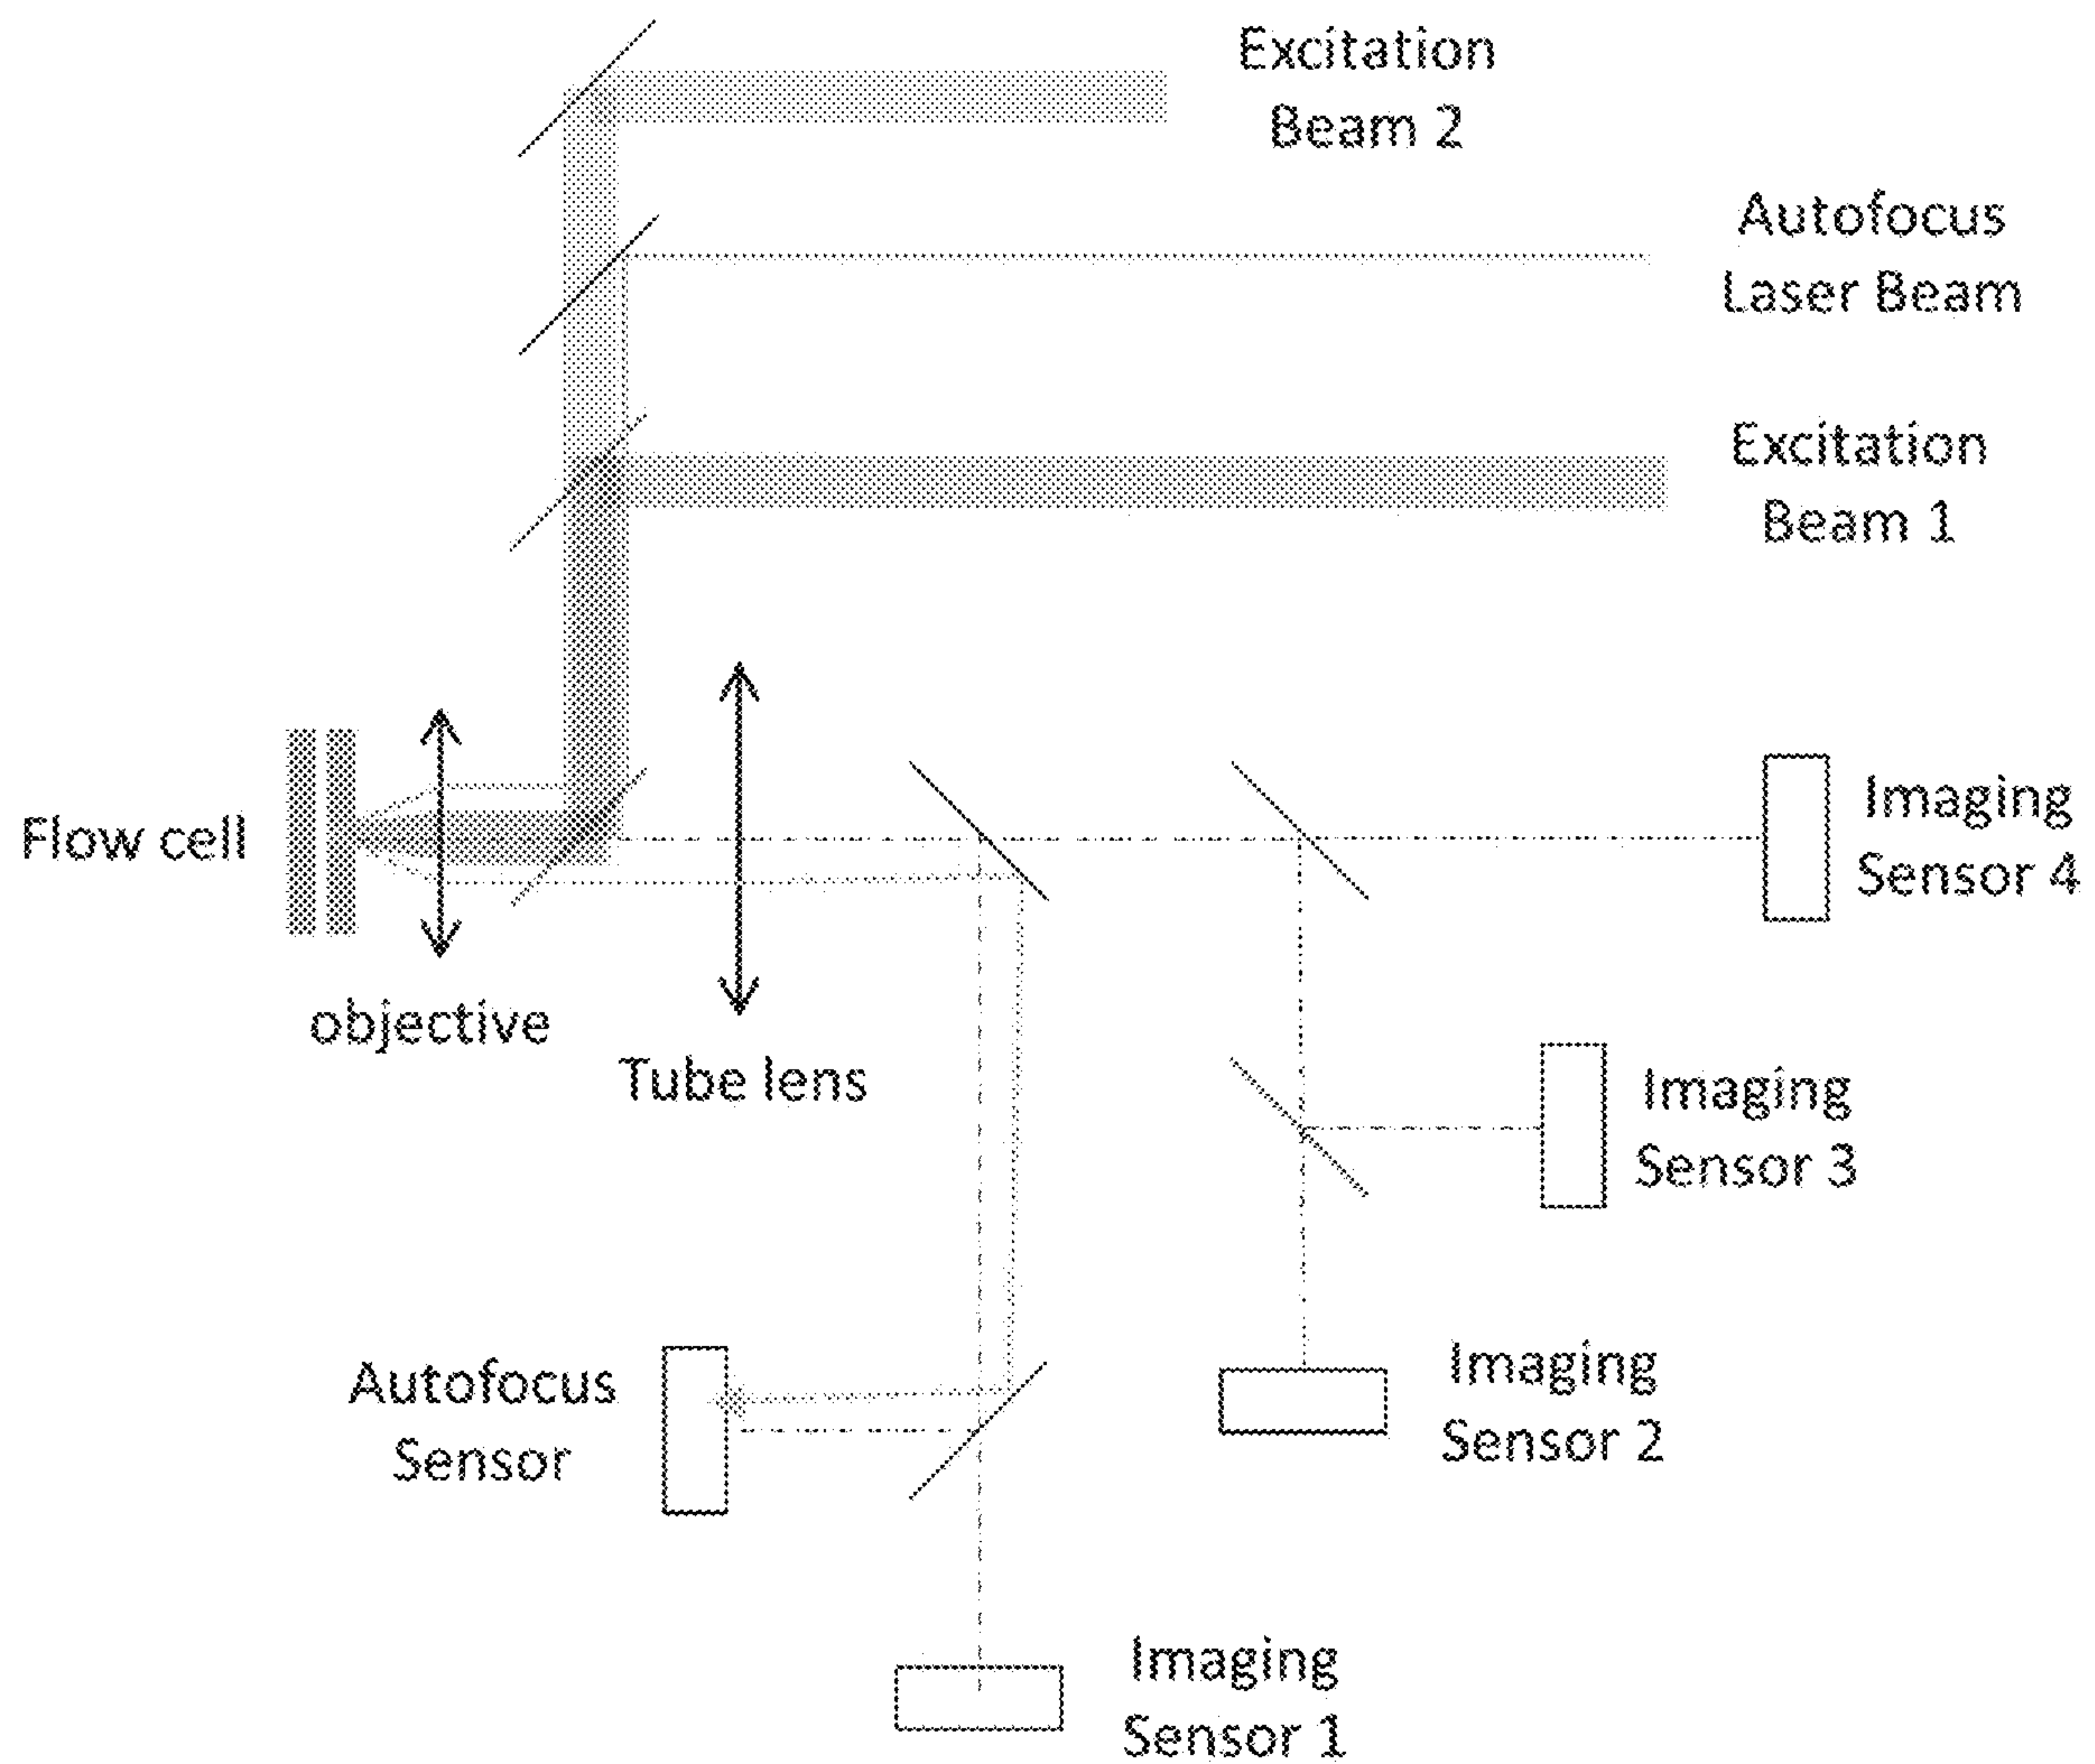 Excitation
Beam 2
Autofocus
Laser Beam
Excitation
Beam 1
Flow cell
objective
Tube lens
Imaging
Sensor 4
Imaging
Sensor 3
Autofocus
Sensor
Imaging
Sensor 2
Imaging
Sensor 1